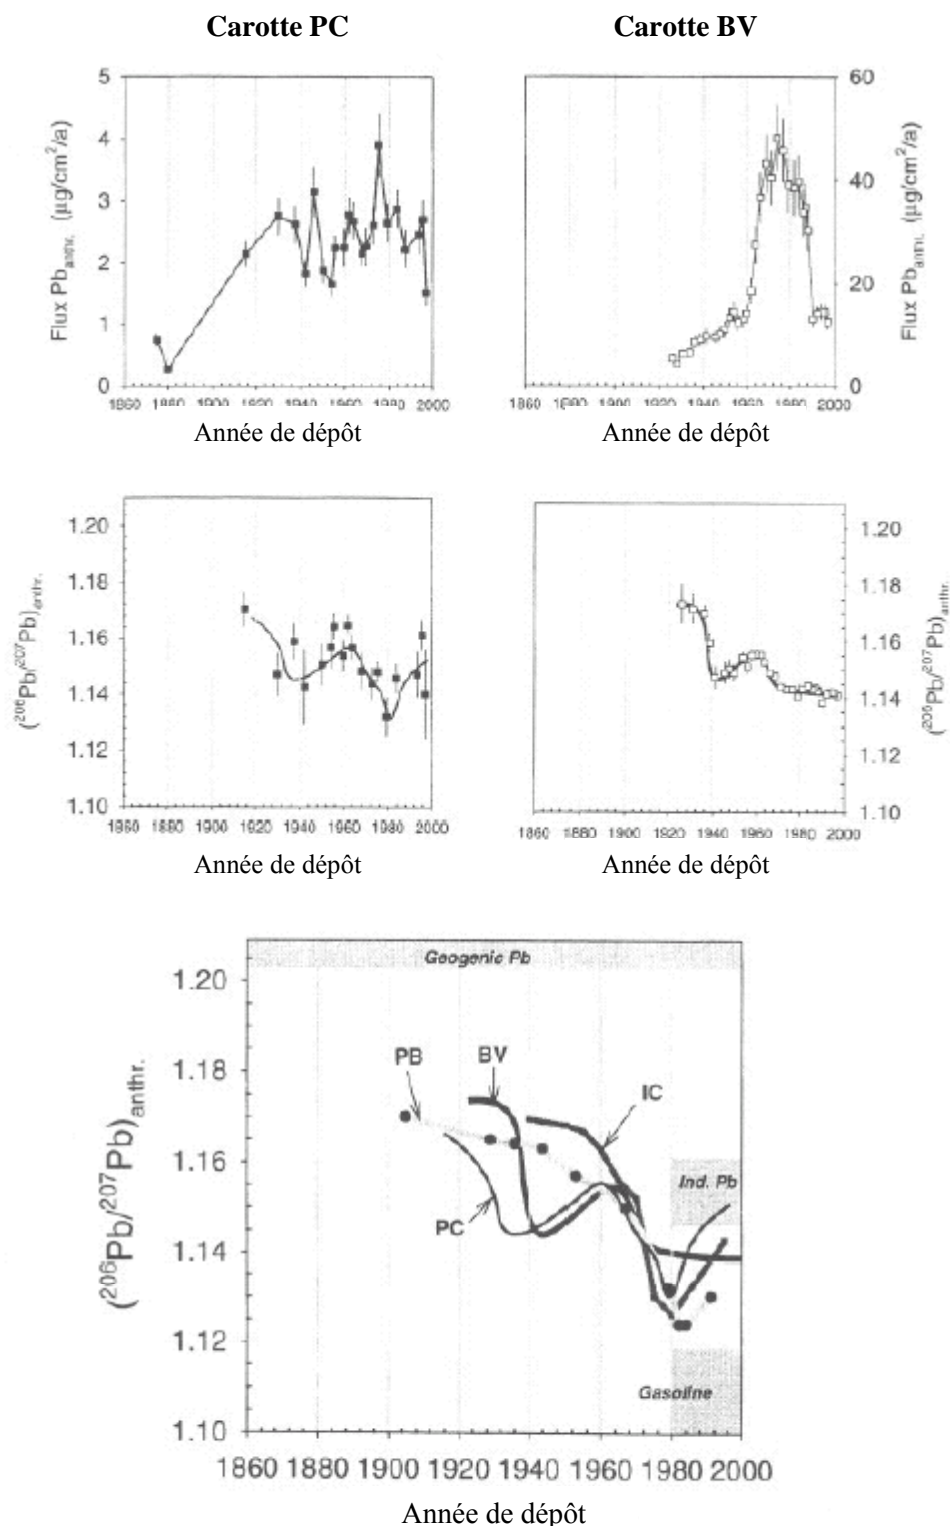 Carotte PC
Carotte BV
5
4
3
2
1
0
Flux Pb anthr. (µg/cm²/a)
1860 1880 1900 1920 1940 1960 1980 2000
Année de dépôt
60
40
20
0
Flux Pb anthr. (µg/cm²/a)
1860 1880 1900 1920 1940 1960 1980 2000
Année de dépôt
1.20
1.18
1.16
1.14
1.12
1.10
(²⁰⁶Pb/²⁰⁷Pb)anthr.
1860 1880 1900 1920 1940 1960 1980 2000
Année de dépôt
1.20
1.18
1.16
1.14
1.12
1.10
(²⁰⁶Pb/²⁰⁷Pb)anthr.
1860 1880 1900 1920 1940 1960 1980 2000
Année de dépôt
Geogenic Pb
1.20
1.18
1.16
1.14
1.12
1.10
(²⁰⁶Pb/²⁰⁷Pb)anthr.
PB
BV
IC
PC
Ind. Pb
Gasoline
1860 1880 1900 1920 1940 1960 1980 2000
Année de dépôt